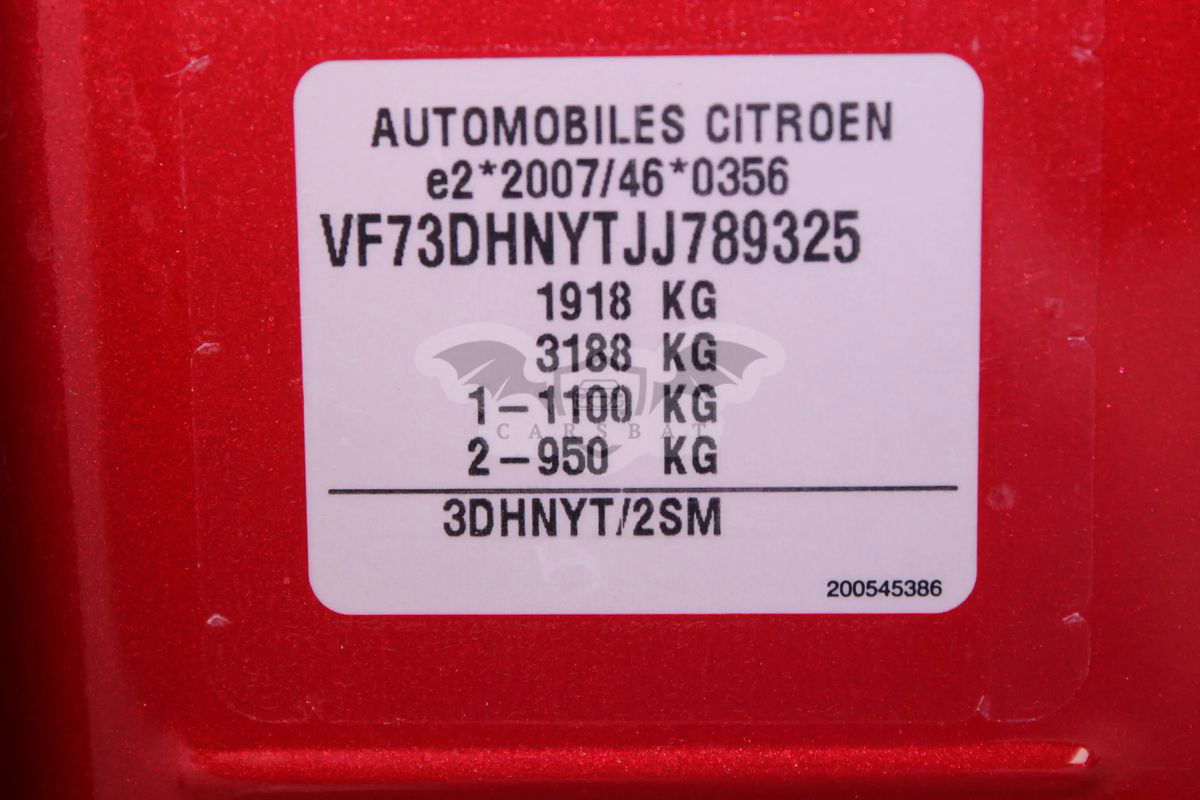 AUTOMOBILES CITROEN
e2*2007/46*0356
VF73DHNYTJJ789325
1918 KG
3188 KG
1-1100 KG
CARSBAT
2-950 KG
3DHNYT/2SM
200545386